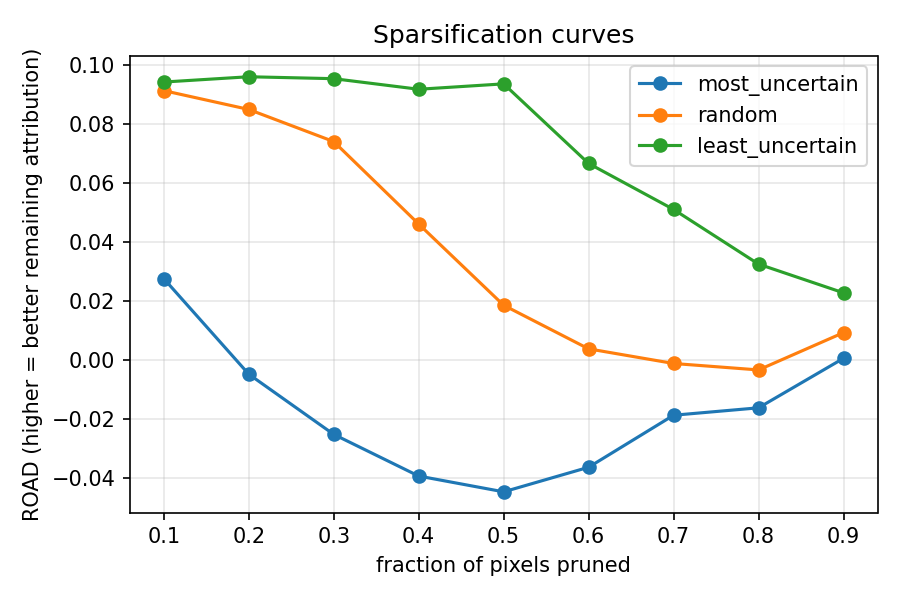 Sparsification curves
ROAD (higher = better remaining attribution)
0.10
0.08
0.06
0.04
0.02
0.00
−0.02
−0.04
most_uncertain
random
least_uncertain
0.1 0.2 0.3 0.4 0.5 0.6 0.7 0.8 0.9
fraction of pixels pruned